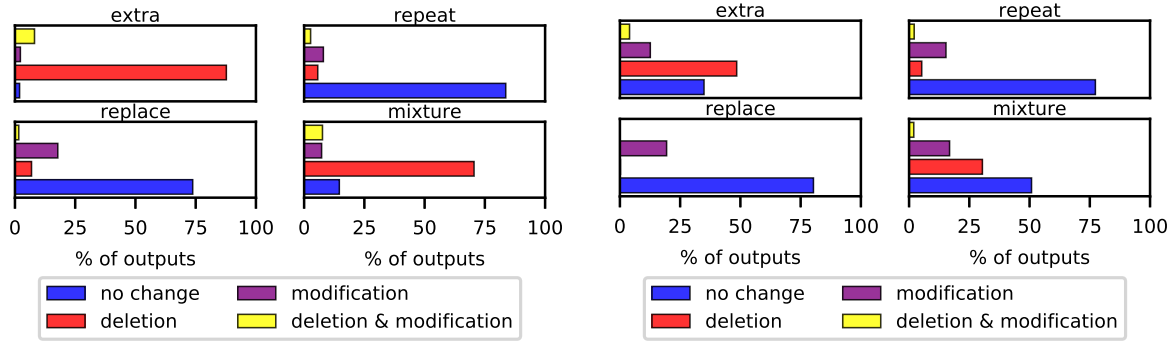 extra
repeat
replace
mixture
0 25 50 75 100
0 25 50 75 100
% of outputs
% of outputs
no change
modification
deletion
deletion & modification
extra
repeat
replace
mixture
0 25 50 75 100
0 25 50 75 100
% of outputs
% of outputs
no change
modification
deletion
deletion & modification